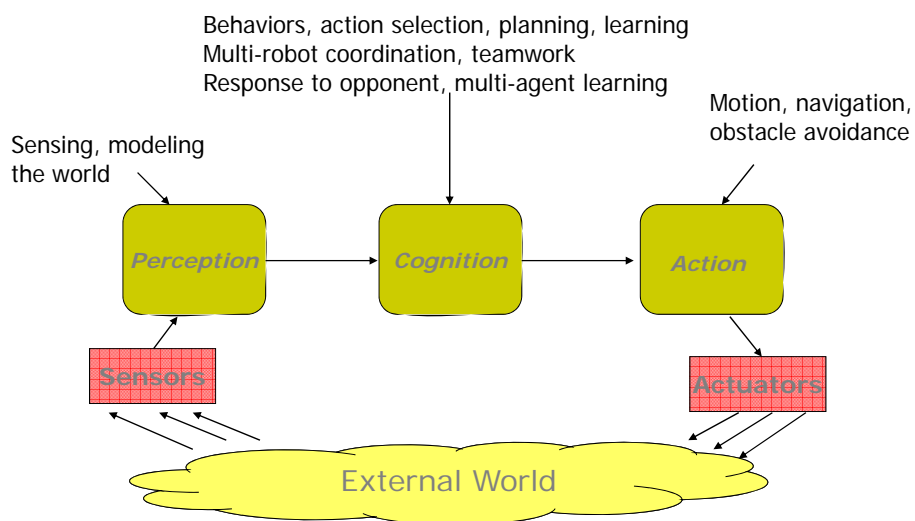 Behaviors, action selection, planning, learning
Multi-robot coordination, teamwork
Response to opponent, multi-agent learning
Motion, navigation,
obstacle avoidance
Sensing, modeling
the world
Perception
Cognition
Action
Sensors
Actuators
External World